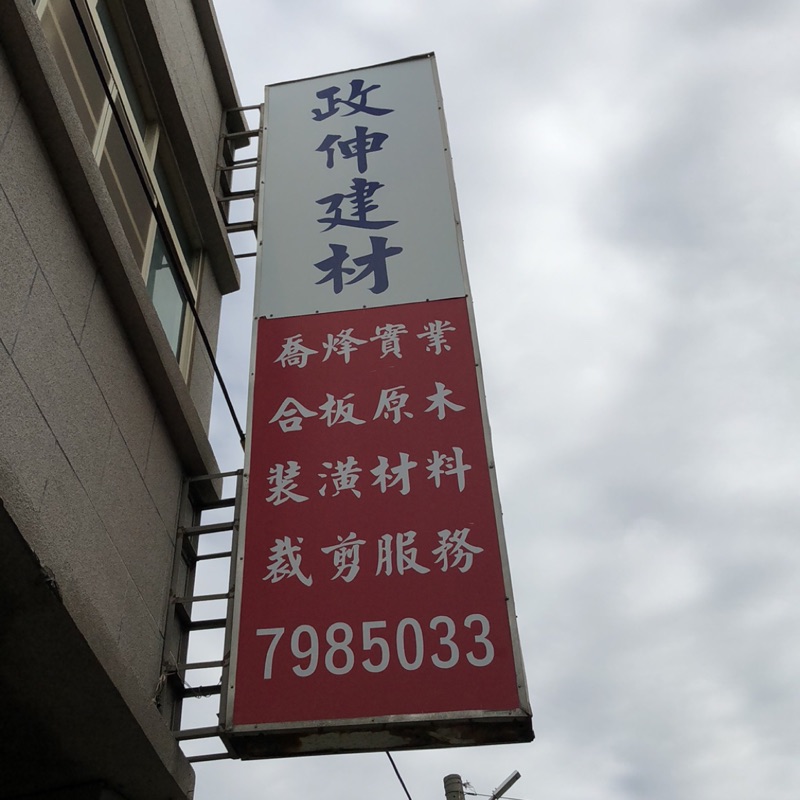 政伸建材
喬烽實業
合板原木
裝潢材料
裁剪服務
7985033